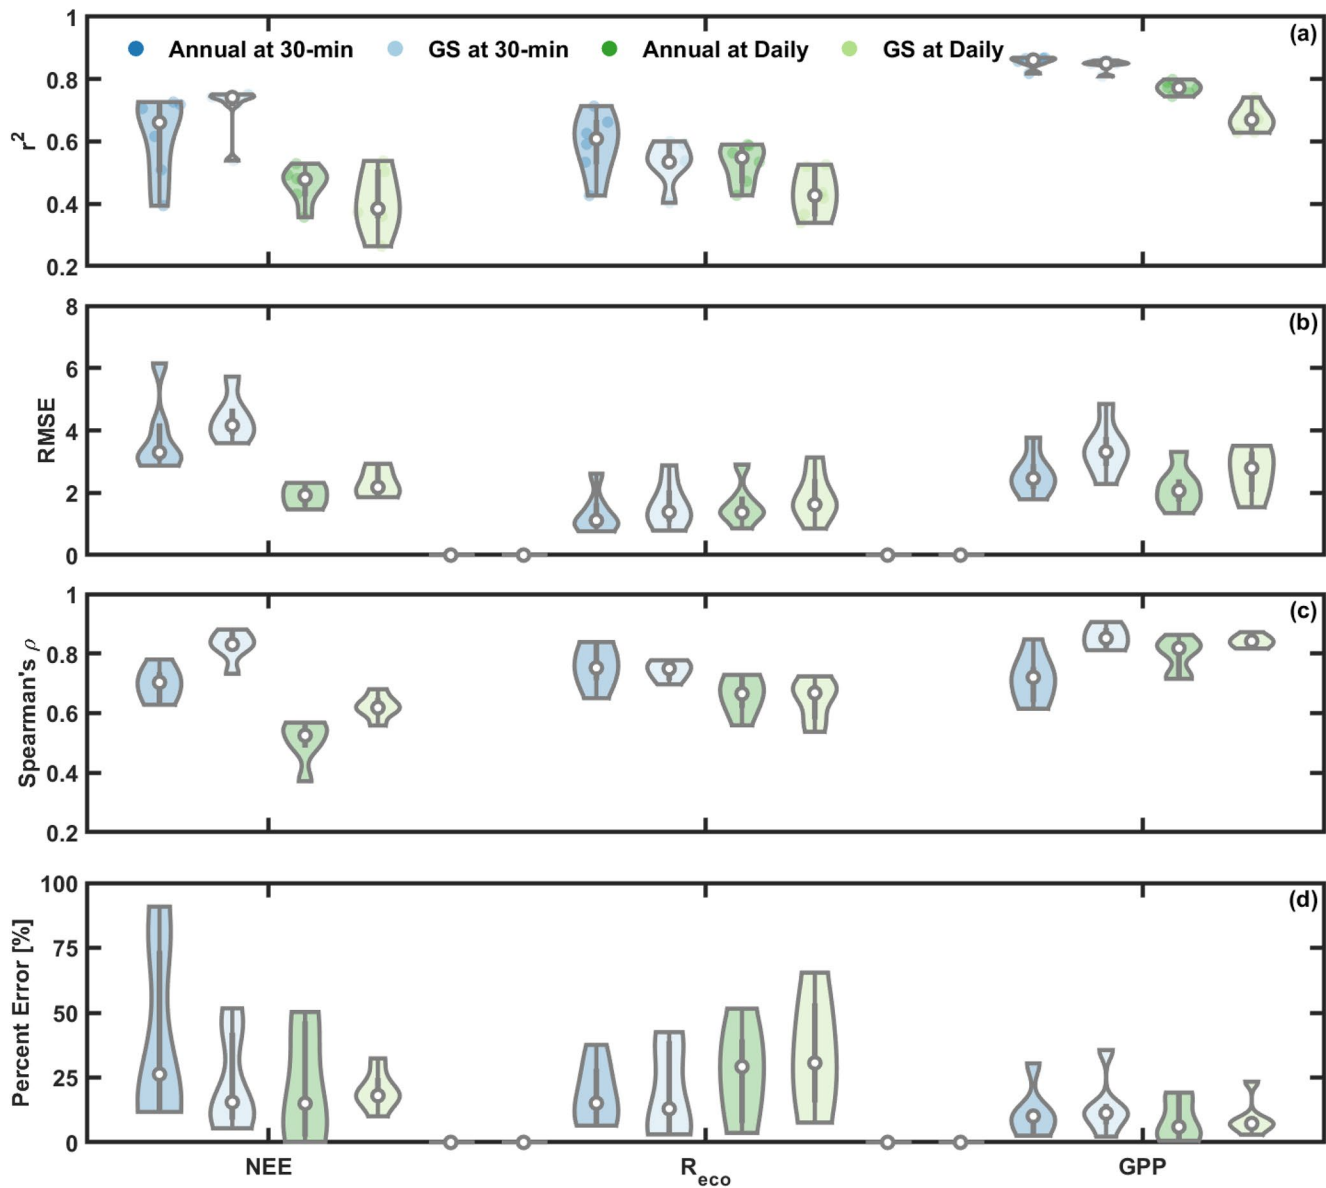 1
0.8
0.6
0.4
0.2
r²
Annual at 30-min GS at 30-min Annual at Daily GS at Daily
(a)
8
6
4
2
0
RMSE
(b)
1
0.8
0.6
0.4
0.2
Spearman's ρ
(c)
100
75
50
25
0
Percent Error [%]
(d)
NEE Reco GPP